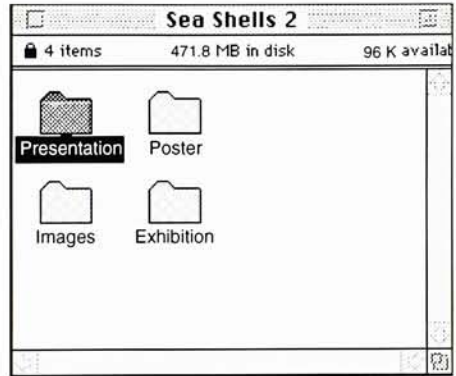 Sea Shells 2
4 items 471.8 MB in disk 96 K availab
Presentation Poster
Images Exhibition